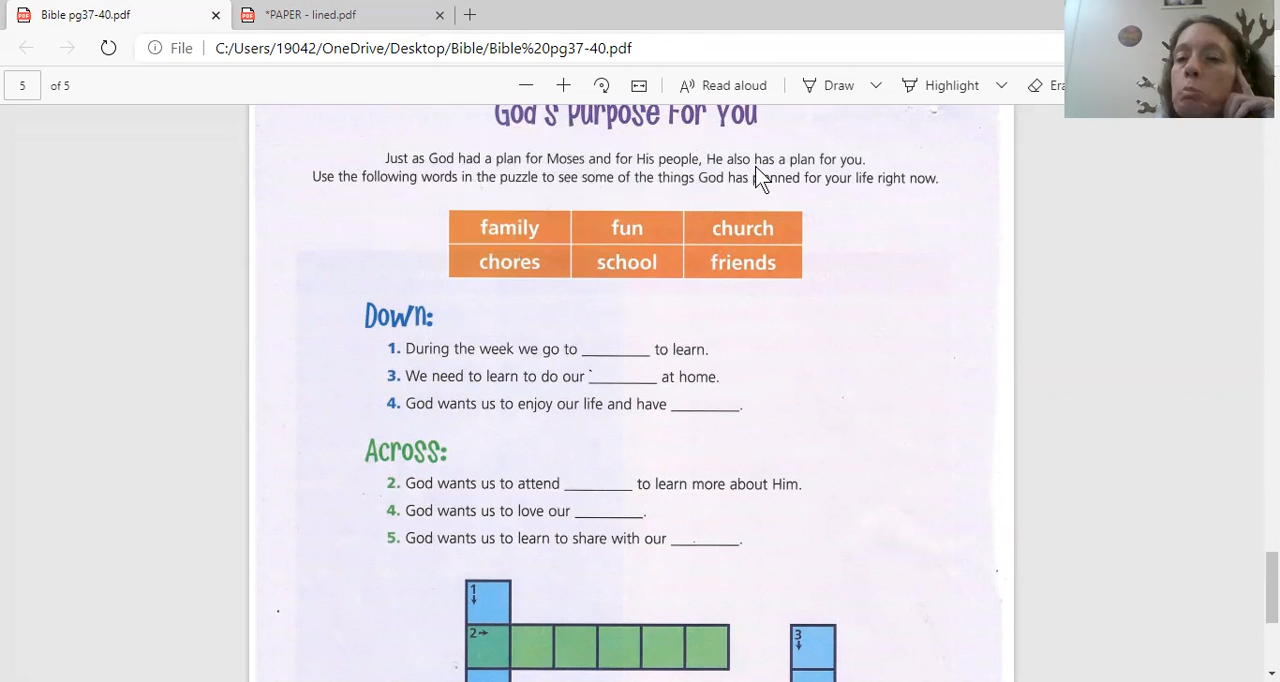 Bible pg37-40.pdf
*PAPER - lined.pdf
File
C:/Users/19042/OneDrive/Desktop/Bible/Bible%20pg37-40.pdf
5 of 5
Read aloud
Draw
Highlight
Era
God's Purpose For You
Just as God had a plan for Moses and for His people, He also has a plan for you.
Use the following words in the puzzle to see some of the things God has planned for your life right now.
family fun church
chores school friends
Down:
1. During the week we go to ________ to learn.
3. We need to learn to do our ________ at home.
4. God wants us to enjoy our life and have ________.
Across:
2. God wants us to attend ________ to learn more about Him.
4. God wants us to love our ________.
5. God wants us to learn to share with our ________.
1
2
3